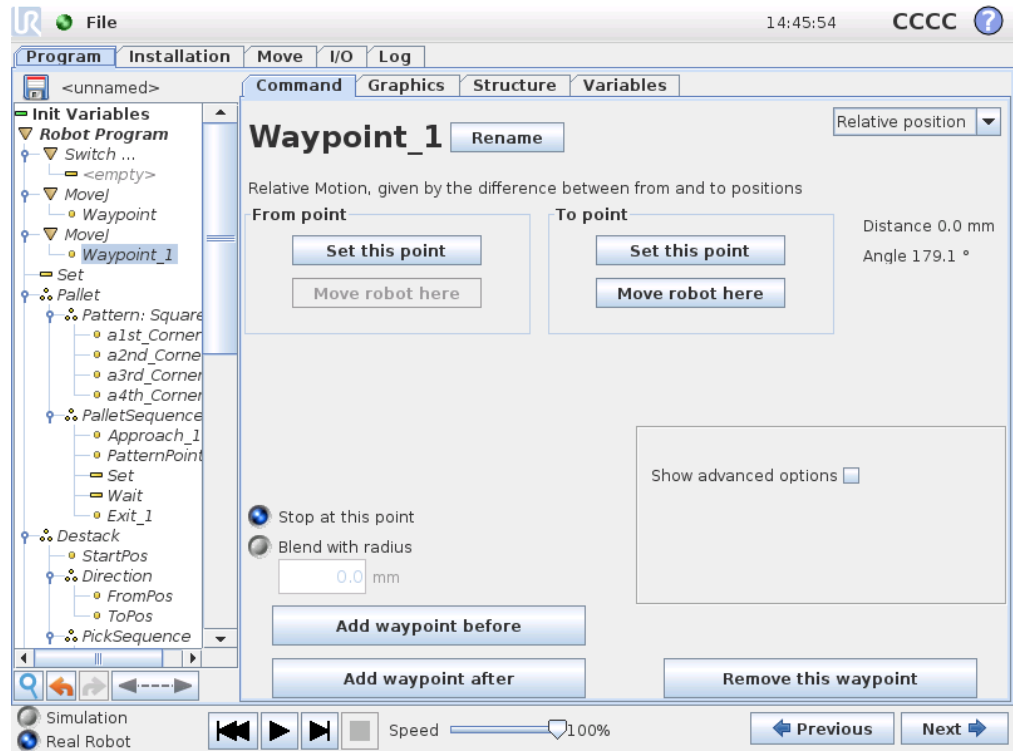 UR File 14:45:54 CCCC ?
Program Installation Move I/O Log
<unnamed>
Command Graphics Structure Variables
Init Variables
Robot Program
Switch ...
<empty>
MoveJ
Waypoint
MoveJ
Waypoint_1
Set
Pallet
Pattern: Square
a1st_Corner
a2nd_Corne
a3rd_Corner
a4th_Corner
PalletSequence
Approach_1
PatternPoint
Set
Wait
Exit_1
Destack
StartPos
Direction
FromPos
ToPos
PickSequence
Waypoint_1 Rename
Relative position
Relative Motion, given by the difference between from and to positions
From point
Set this point
Move robot here
To point
Set this point
Move robot here
Distance 0.0 mm
Angle 179.1 °
Show advanced options
Stop at this point
Blend with radius
0.0 mm
Add waypoint before
Add waypoint after
Remove this waypoint
Simulation
Real Robot
Speed 100%
Previous Next